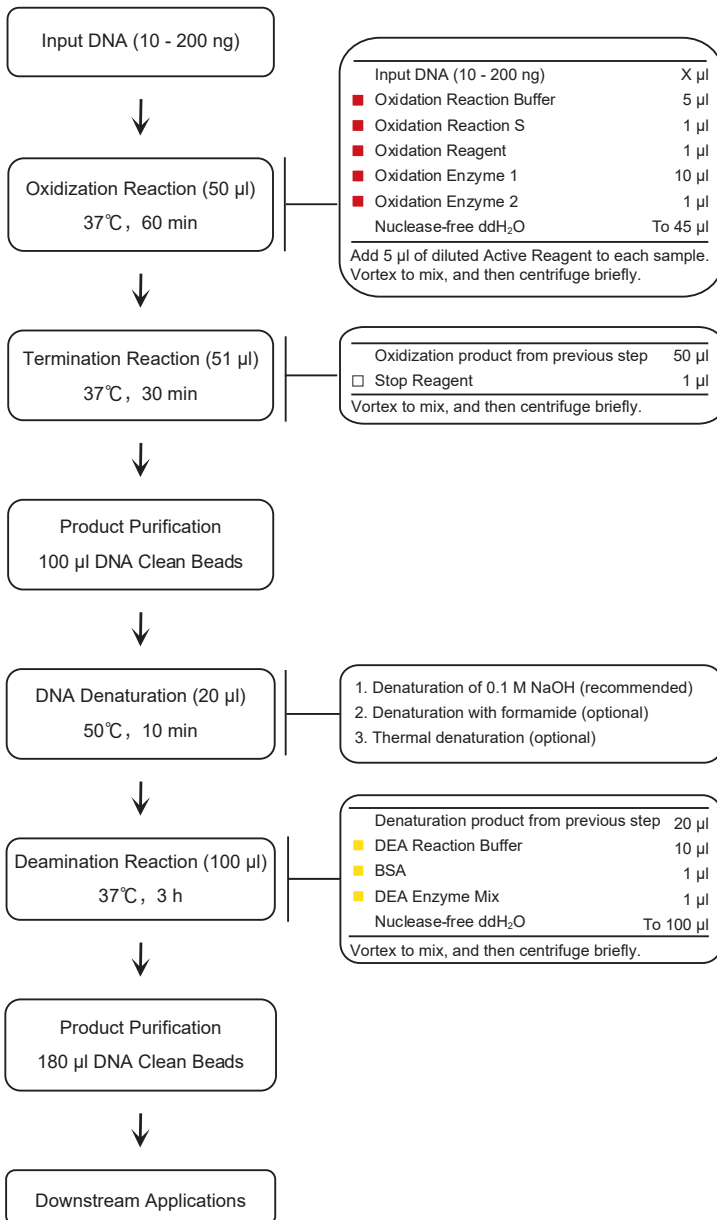 Input DNA (10 - 200 ng)
Input DNA (10 - 200 ng) X µl
Oxidation Reaction Buffer 5 µl
Oxidation Reaction S 1 µl
Oxidation Reagent 1 µl
Oxidation Enzyme 1 10 µl
Oxidation Enzyme 2 1 µl
Nuclease-free ddH₂O To 45 µl
Add 5 µl of diluted Active Reagent to each sample.
Vortex to mix, and then centrifuge briefly.
Oxidization Reaction (50 µl)
37℃, 60 min
Termination Reaction (51 µl)
37℃, 30 min
Oxidization product from previous step 50 µl
Stop Reagent 1 µl
Vortex to mix, and then centrifuge briefly.
Product Purification
100 µl DNA Clean Beads
DNA Denaturation (20 µl)
50℃, 10 min
1. Denaturation of 0.1 M NaOH (recommended)
2. Denaturation with formamide (optional)
3. Thermal denaturation (optional)
Deamination Reaction (100 µl)
37℃, 3 h
Denaturation product from previous step 20 µl
DEA Reaction Buffer 10 µl
BSA 1 µl
DEA Enzyme Mix 1 µl
Nuclease-free ddH₂O To 100 µl
Vortex to mix, and then centrifuge briefly.
Product Purification
180 µl DNA Clean Beads
Downstream Applications